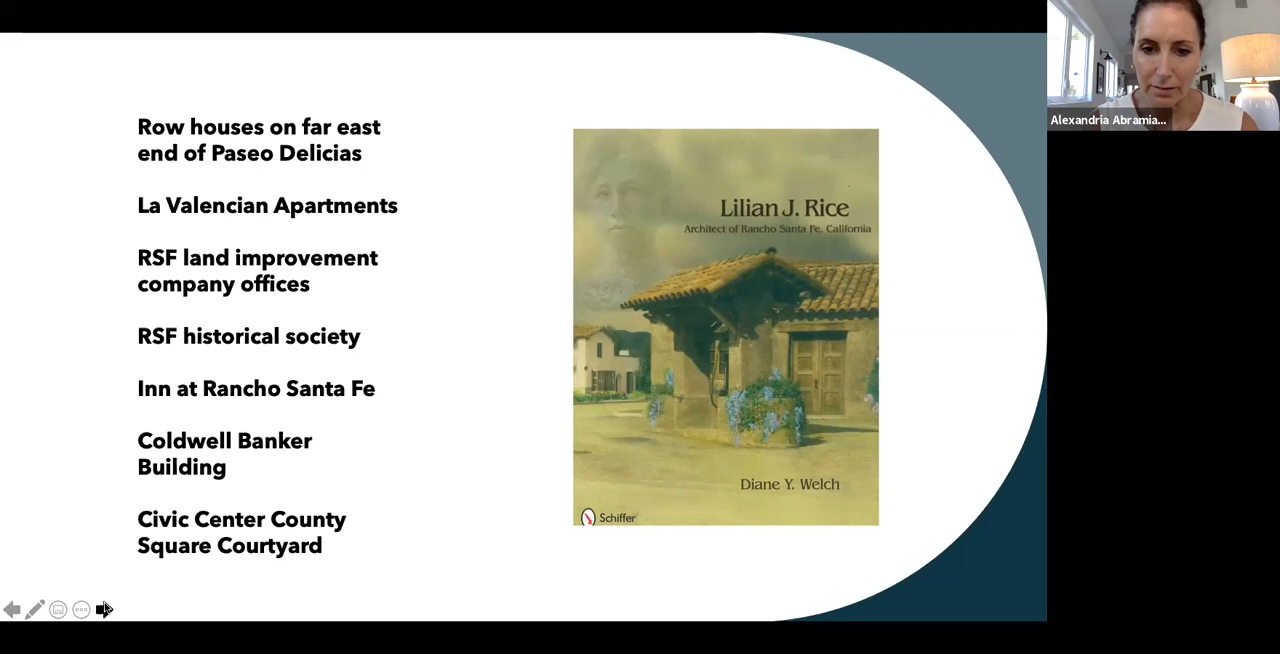 Row houses on far east
end of Paseo Delicias
La Valencian Apartments
RSF land improvement
company offices
RSF historical society
Inn at Rancho Santa Fe
Coldwell Banker
Building
Civic Center County
Square Courtyard
Lilian J. Rice
Architect of Rancho Santa Fe, California
Diane Y. Welch
Schiffer
Alexandria Abramia...